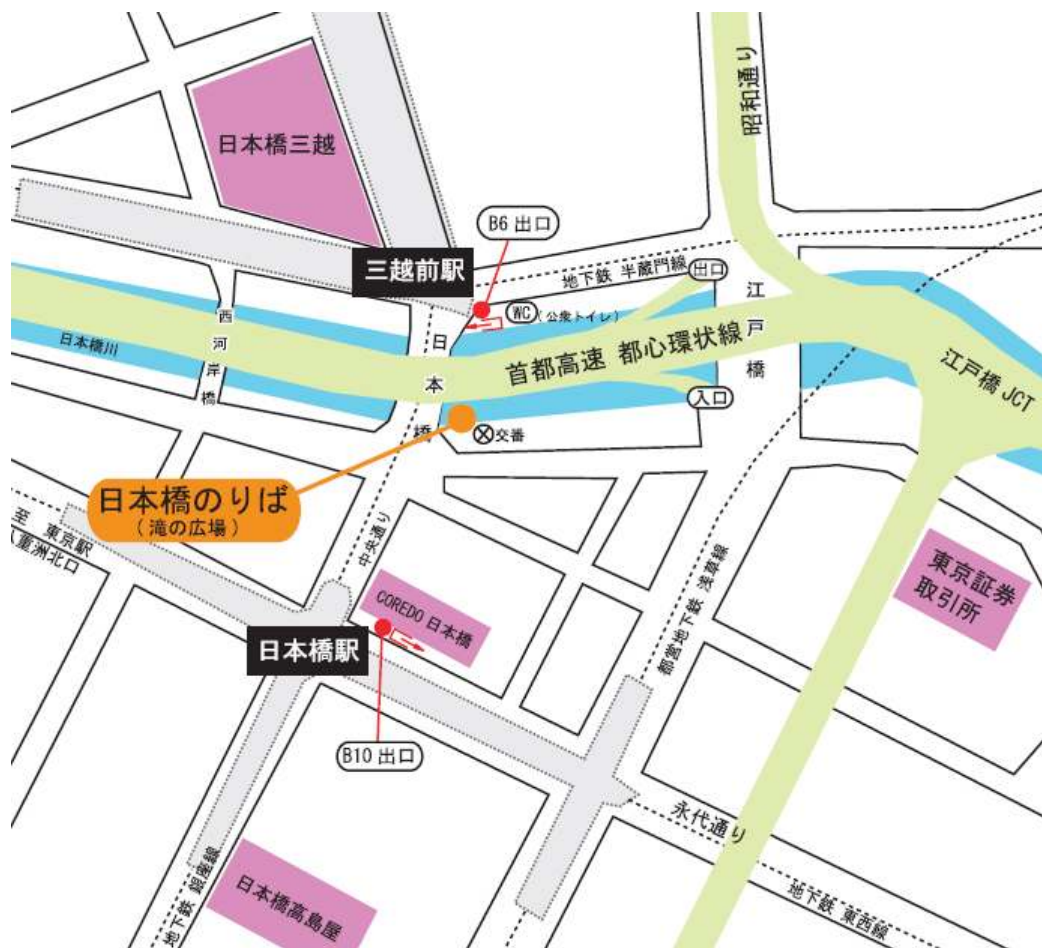 昭和通り
日本橋三越
B6 出口
三越前駅
地下鉄 半蔵門線
出口
WC
(公衆トイレ)
江戸橋
日本橋
西河岸橋
日本橋川
首都高速 都心環状線
江戸橋 JCT
入口
交番
日本橋のりば
(滝の広場)
至 東京駅
八重洲北口
中央通り
COREDO 日本橋
東京証券
取引所
都営地下鉄 浅草線
日本橋駅
B10 出口
永代通り
地下鉄 東西線
地下鉄 銀座線
日本橋高島屋